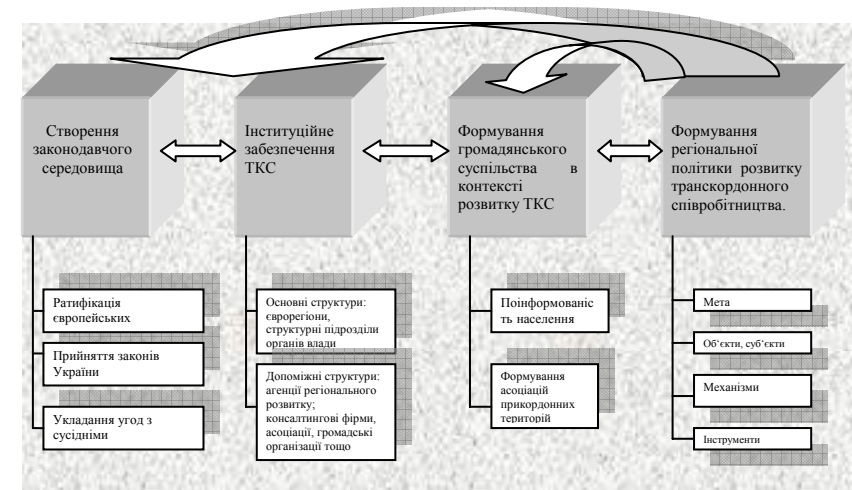 Створення
законодавчого
середовища
Інституційне
забезпечення
ТКС
Формування
громадянського
суспільства в
контексті
розвитку ТКС
Формування
регіональної
політики розвитку
транскордонного
співробітництва.
Ратифікація
європейських
Прийняття законів
України
Укладання угод з
сусідніми
Основні структури:
єврорегіони,
структурні підрозділи
органів влади
Допоміжні структури:
агенції регіонального
розвитку;
консалтингові фірми,
асоціації, громадські
організації тощо
Поінформованіс
ть населення
Формування
асоціацій
прикордонних
територій
Мета
Об‘єкти, суб‘єкти
Механізми
Інструменти